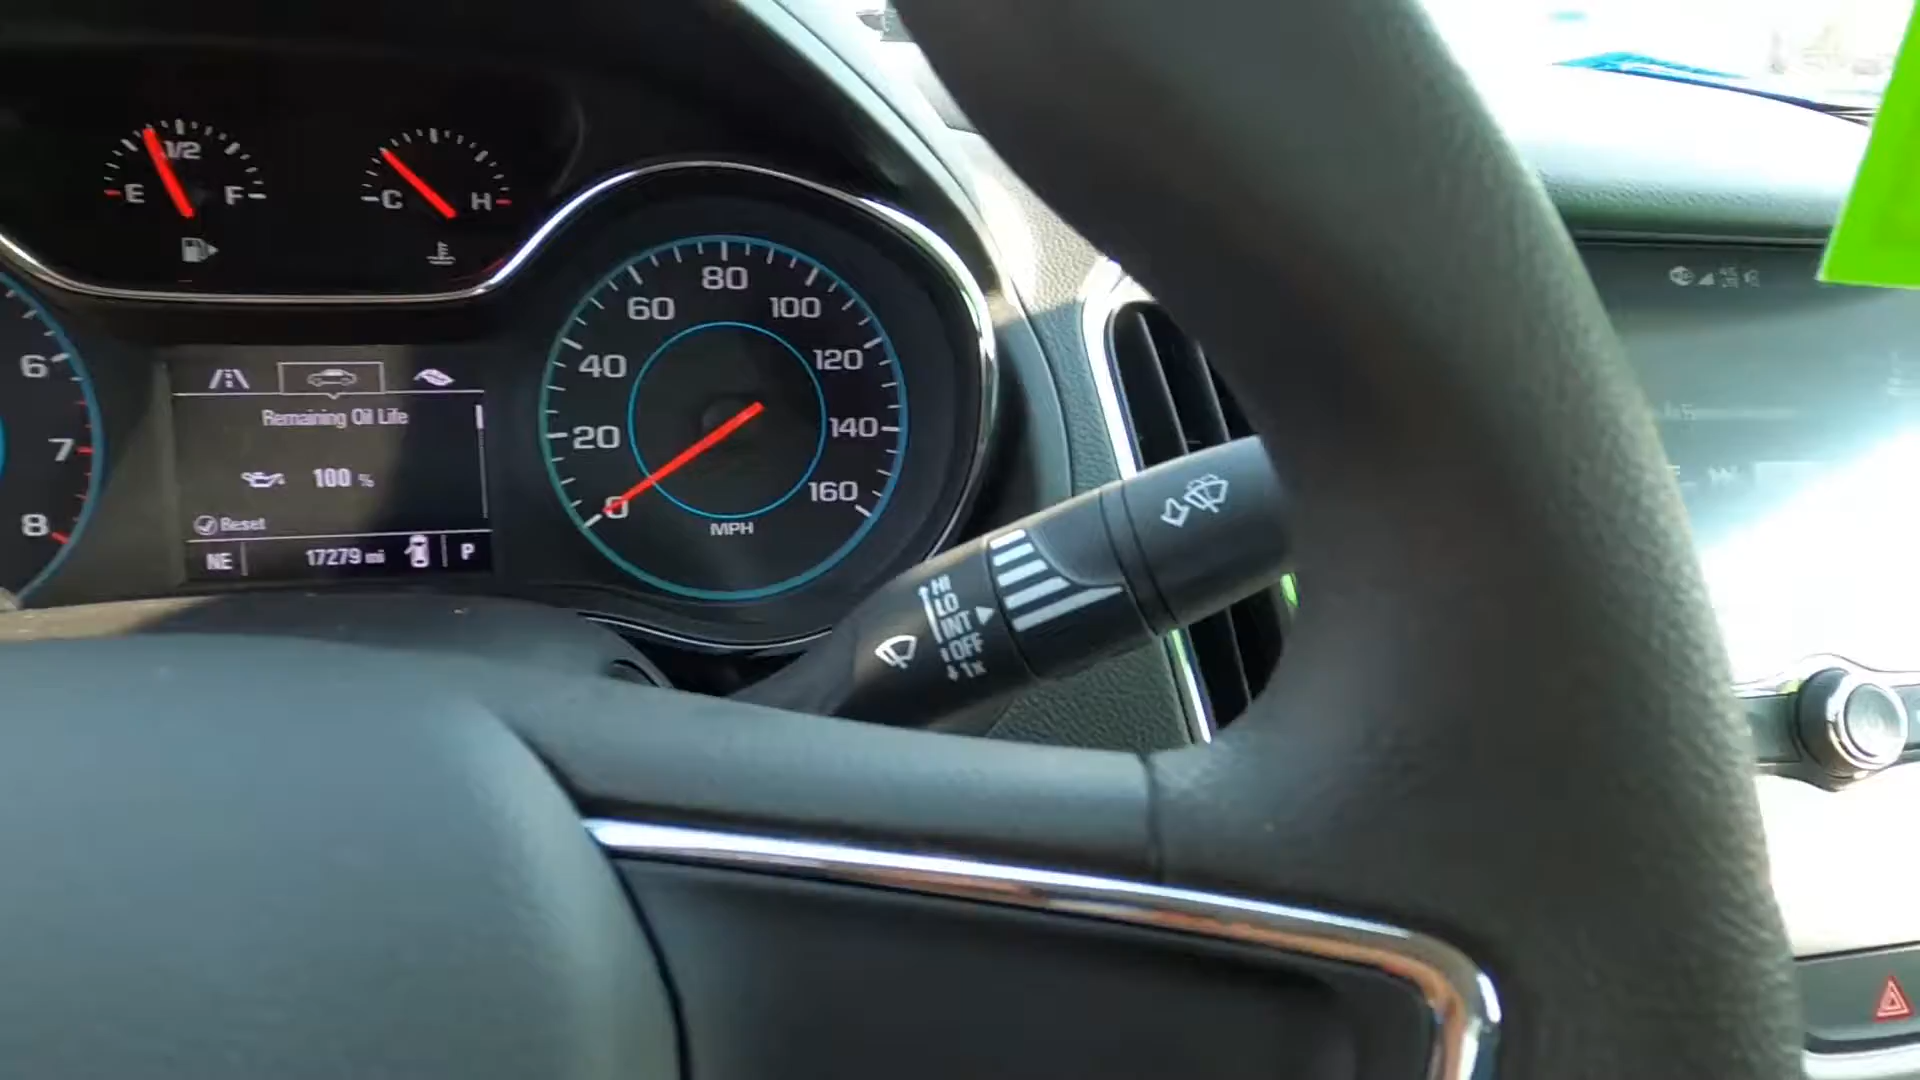 1/2
E F
C H
6
7
8
Remaining Oil Life
100 %
Reset
NE 17279 mi P
0
20
40
60
80
100
120
140
160
MPH
HI
LO
INT
OFF
1x